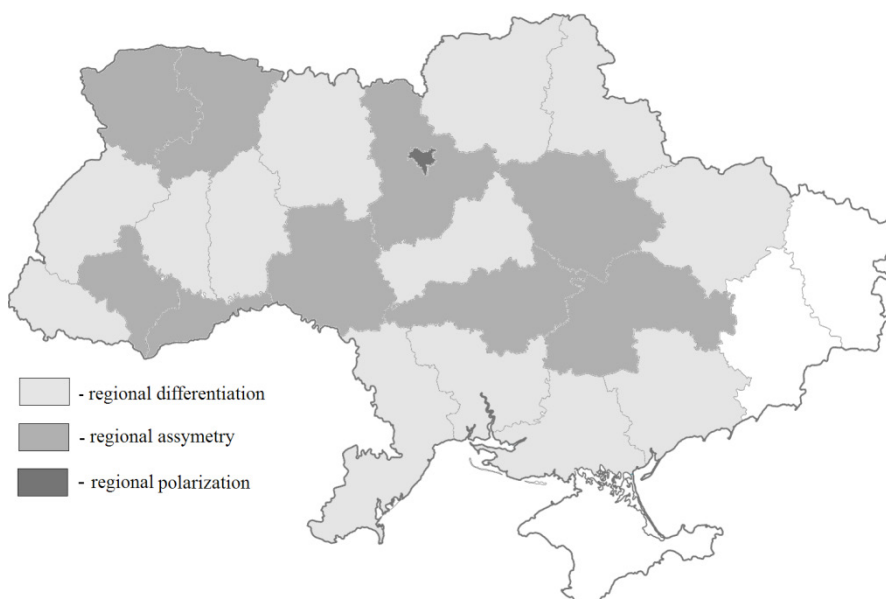 - regional differentiation
- regional assymetry
- regional polarization